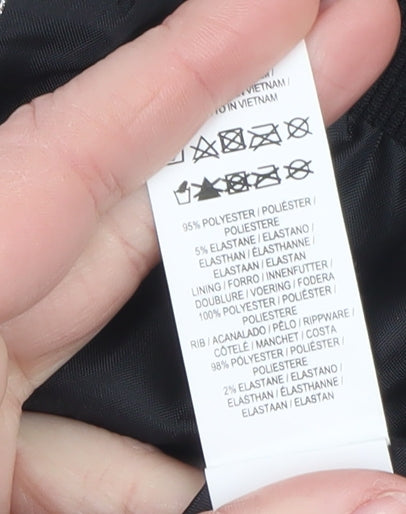 IN VIETNAM /
IN VIETNAM
95% POLYESTER / POLIÉSTER /
POLIESTERE
5% ELASTANE / ELASTANO /
ELASTHAN / ÉLASTHANNE /
ELASTAAN / ELASTAN
LINING / FORRO / INNENFUTTER /
DOUBLURE / VOERING / FODERA
100% POLYESTER / POLIÉSTER /
POLIESTERE
RIB / ACANALADO / PÉLO / RIPPWARE /
CÔTELÉ / MANCHET / COSTA
98% POLYESTER / POLIÉSTER /
POLIESTERE
2% ELASTANE / ELASTANO /
ELASTHAN / ÉLASTHANNE /
ELASTAAN / ELASTAN